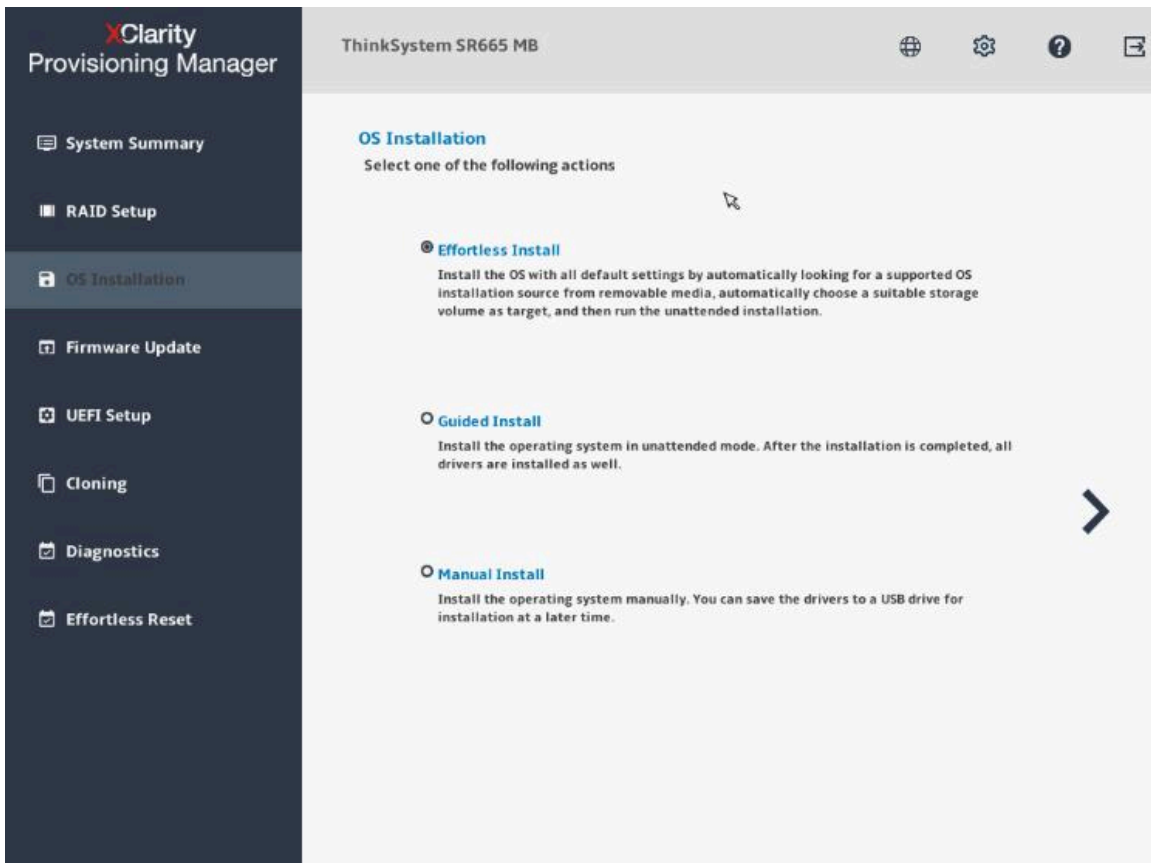 XClarity
Provisioning Manager
ThinkSystem SR665 MB
System Summary
RAID Setup
OS Installation
Firmware Update
UEFI Setup
Cloning
Diagnostics
Effortless Reset
OS Installation
Select one of the following actions
Effortless Install
Install the OS with all default settings by automatically looking for a supported OS
installation source from removable media, automatically choose a suitable storage
volume as target, and then run the unattended installation.
Guided Install
Install the operating system in unattended mode. After the installation is completed, all
drivers are installed as well.
Manual Install
Install the operating system manually. You can save the drivers to a USB drive for
installation at a later time.